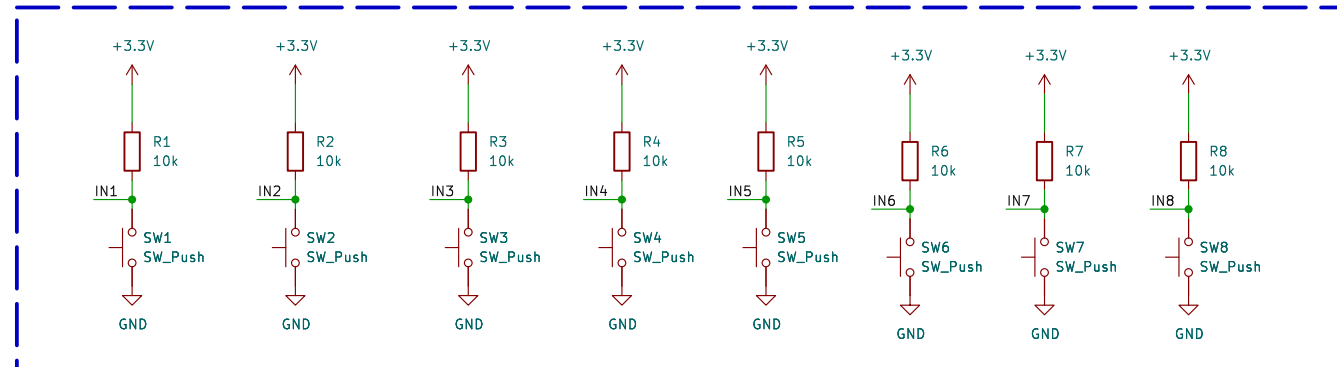 +3.3V +3.3V +3.3V +3.3V +3.3V +3.3V +3.3V +3.3V
R1 R2 R3 R4 R5 R6 R7 R8
10k 10k 10k 10k 10k 10k 10k 10k
IN1 IN2 IN3 IN4 IN5 IN6 IN7 IN8
SW1 SW2 SW3 SW4 SW5 SW6 SW7 SW8
SW_Push SW_Push SW_Push SW_Push SW_Push SW_Push SW_Push SW_Push
GND GND GND GND GND GND GND GND